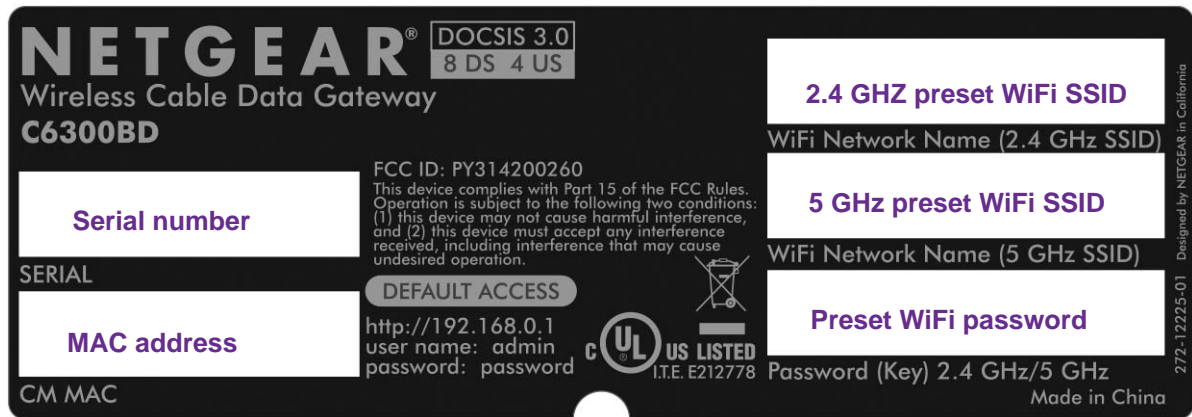 NETGEAR®
DOCSIS 3.0
8 DS 4 US
Wireless Cable Data Gateway
C6300BD
Serial number
SERIAL
MAC address
CM MAC
FCC ID: PY314200260
This device complies with Part 15 of the FCC Rules.
Operation is subject to the following two conditions:
(1) this device may not cause harmful interference,
and (2) this device must accept any interference
received, including interference that may cause
undesired operation.
DEFAULT ACCESS
http://192.168.0.1
user name: admin
password: password
C UL® US LISTED
I.T.E. E212778
2.4 GHZ preset WiFi SSID
WiFi Network Name (2.4 GHz SSID)
5 GHz preset WiFi SSID
WiFi Network Name (5 GHz SSID)
Preset WiFi password
Password (Key) 2.4 GHz/5 GHz
Made in China
272-12225-01 Designed by NETGEAR in California